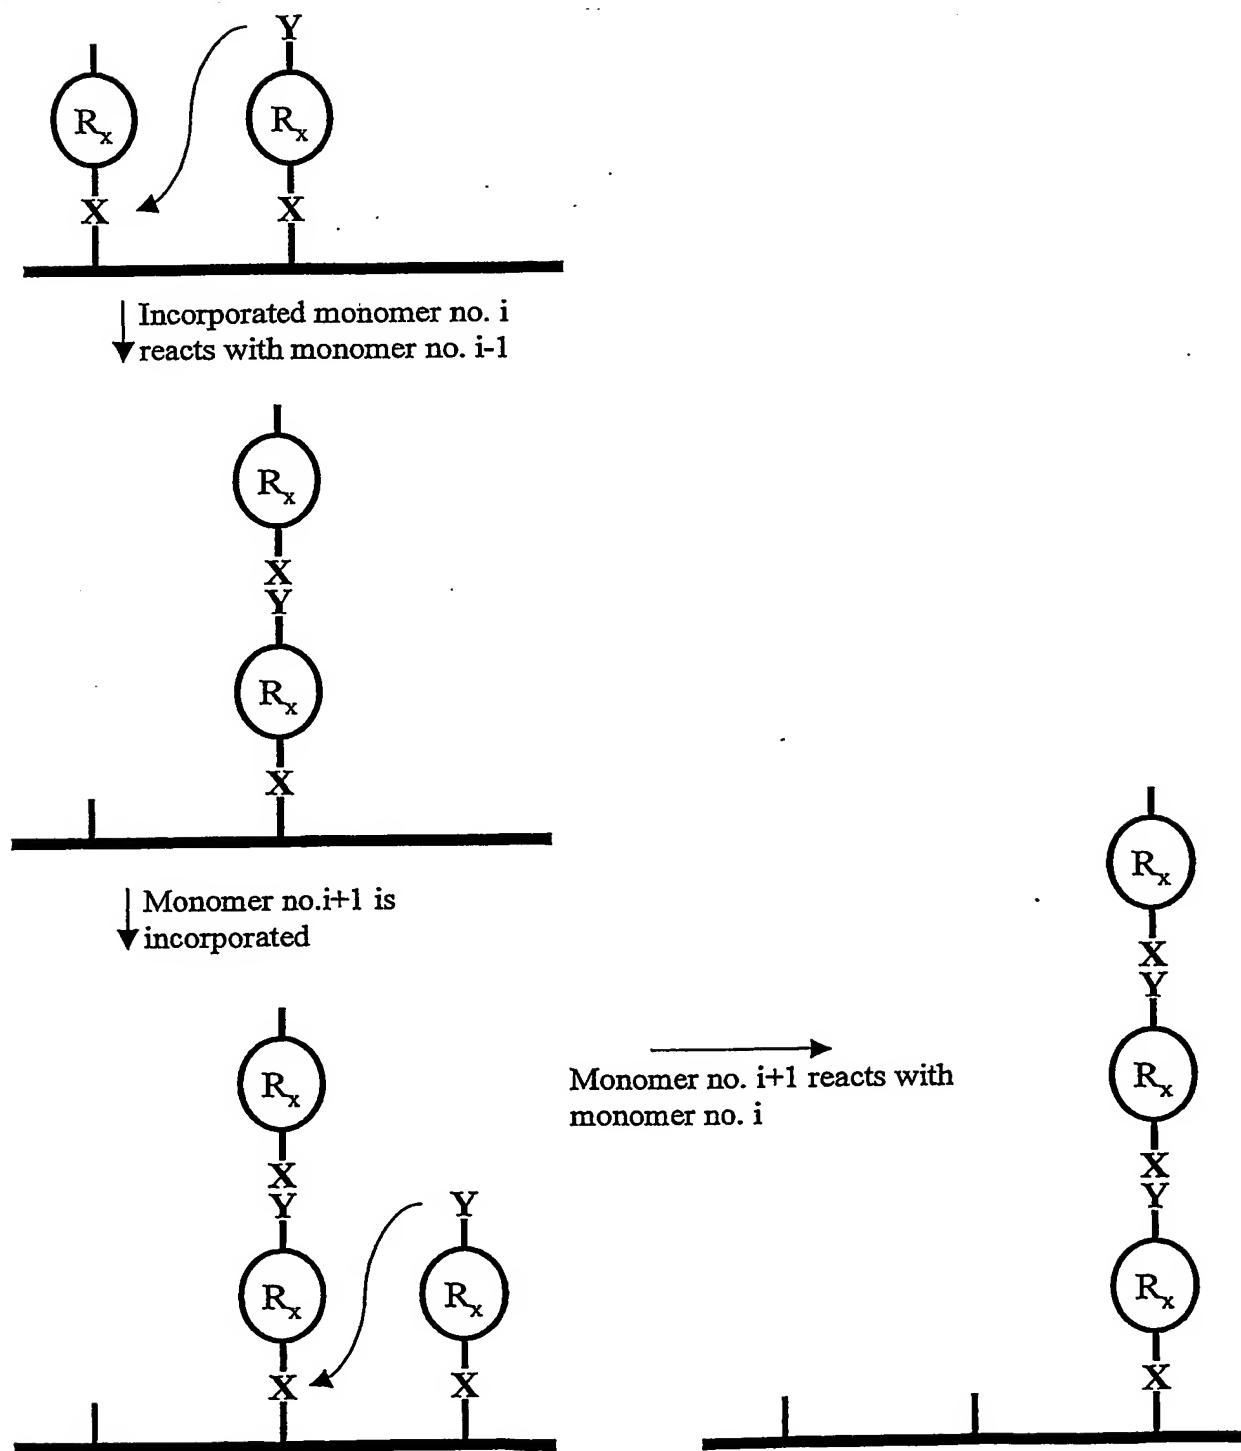 Y
Rx
Rx
X
X
Incorporated monomer no. i
reacts with monomer no. i-1
Rx
X
Y
Rx
X
Monomer no.i+1 is
incorporated
Rx
X
Y
Y
Rx
Rx
X
X
Monomer no. i+1 reacts with
monomer no. i
Rx
X
Y
Rx
X
Y
Rx
X